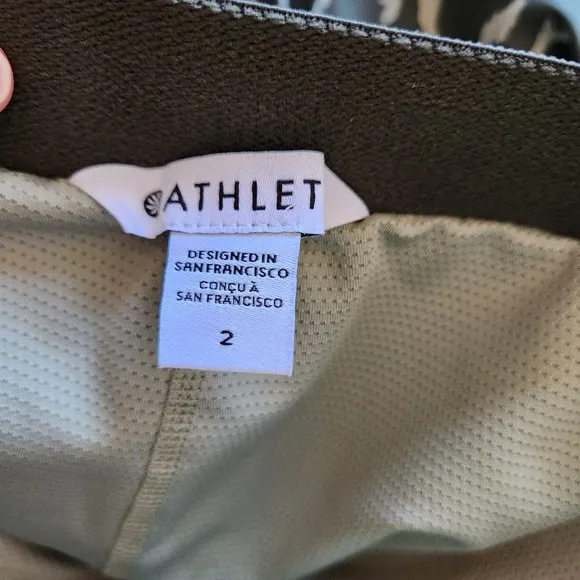 ATHLET
DESIGNED IN
SAN FRANCISCO
CONÇU À
SAN FRANCISCO
2